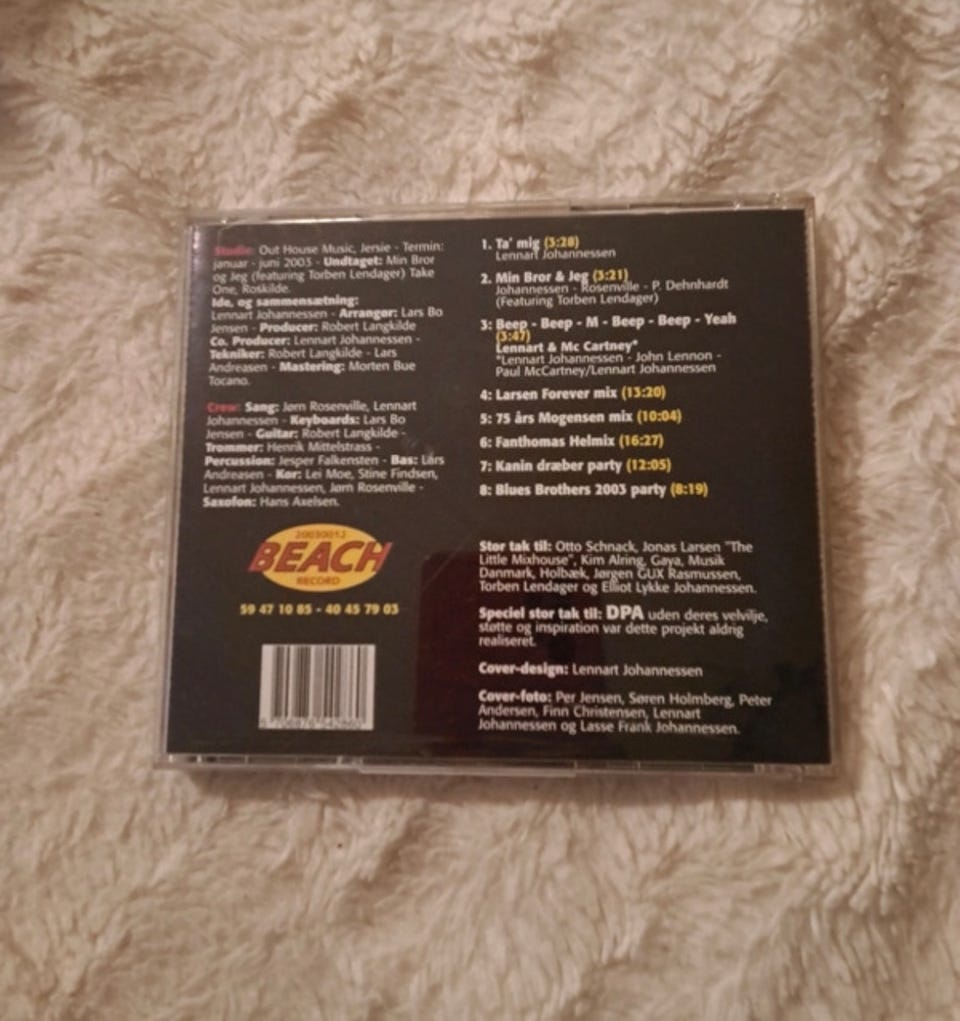 Studie: Out House Music, Jersie - Termin:
januar - juni 2003 - Undtaget: Min Bror
og Jeg (featuring Torben Lendager) Take
One, Roskilde.
Ide, og sammensætning:
Lennart Johannessen - Arrangør: Lars Bo
Jensen - Producer: Robert Langkilde
Co. Producer: Lennart Johannessen -
Tekniker: Robert Langkilde - Lars
Andreasen - Mastering: Morten Bue
Tocano.
Crew: Sang: Jørn Rosenville, Lennart
Johannessen - Keyboards: Lars Bo
Jensen - Guitar: Robert Langkilde -
Trommer: Henrik Mittelstrass -
Percussion: Jesper Falkensten - Bas: Lars
Andreasen - Kor: Lei Moe, Stine Findsen,
Lennart Johannessen, Jørn Rosenville -
Saxofon: Hans Axelsen.
BEACH
RECORD
59 47 10 85 - 40 45 79 03
1. Ta' mig (3:28)
Lennart Johannessen
2. Min Bror & Jeg (3:21)
Johannessen - Rosenville - P. Dehnhardt
(Featuring Torben Lendager)
3: Beep - Beep - M - Beep - Beep - Yeah
(3:47)
Lennart & Mc Cartney*
*Lennart Johannessen - John Lennon -
Paul McCartney/Lennart Johannessen
4: Larsen Forever mix (13:20)
5: 75 års Mogensen mix (10:04)
6: Fanthomas Helmix (16:27)
7: Kanin dræber party (12:05)
8: Blues Brothers 2003 party (8:19)
Stor tak til: Otto Schnack, Jonas Larsen "The
Little Mixhouse", Kim Alring, Gaya, Musik
Danmark, Holbæk, Jørgen GUX Rasmussen,
Torben Lendager og Elliot Lykke Johannessen.
Speciel stor tak til: DPA uden deres velvilje,
støtte og inspiration var dette projekt aldrig
realiseret.
Cover-design: Lennart Johannessen
Cover-foto: Per Jensen, Søren Holmberg, Peter
Andersen, Finn Christensen, Lennart
Johannessen og Lasse Frank Johannessen.